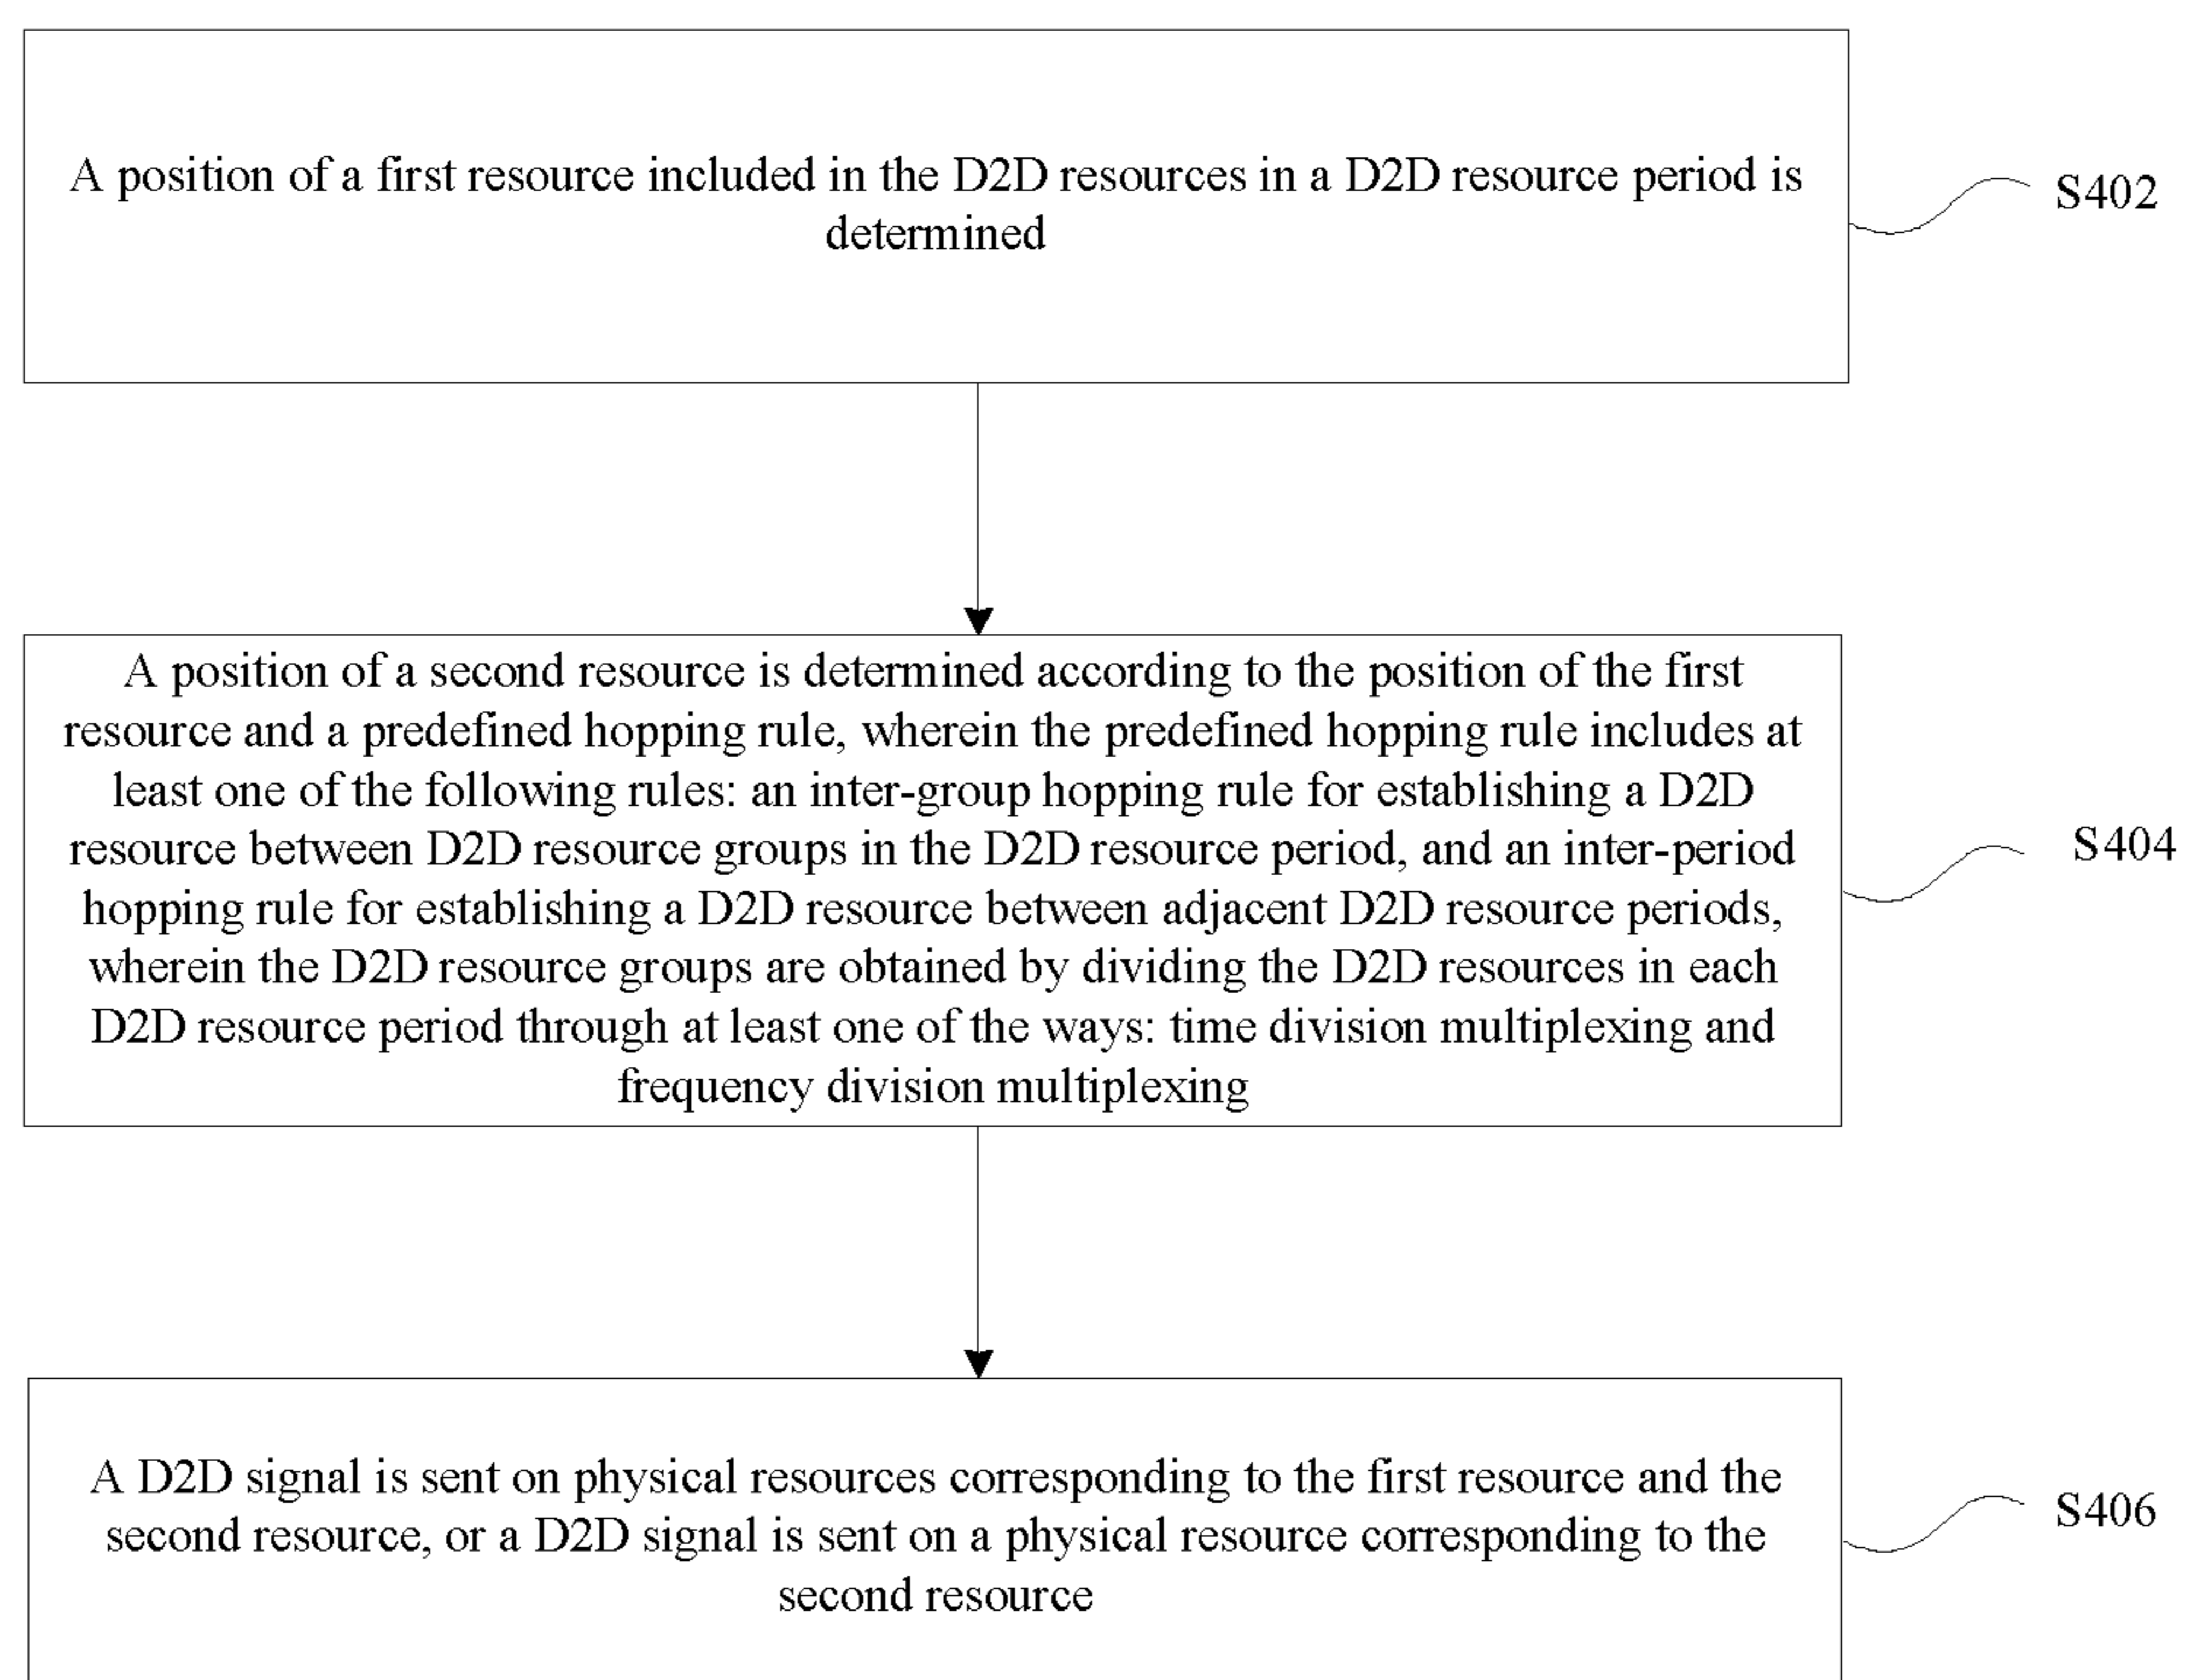 A position of a first resource included in the D2D resources in a D2D resource period is
determined
S402
A position of a second resource is determined according to the position of the first
resource and a predefined hopping rule, wherein the predefined hopping rule includes at
least one of the following rules: an inter-group hopping rule for establishing a D2D
resource between D2D resource groups in the D2D resource period, and an inter-period
hopping rule for establishing a D2D resource between adjacent D2D resource periods,
wherein the D2D resource groups are obtained by dividing the D2D resources in each
D2D resource period through at least one of the ways: time division multiplexing and
frequency division multiplexing
S404
A D2D signal is sent on physical resources corresponding to the first resource and the
second resource, or a D2D signal is sent on a physical resource corresponding to the
second resource
S406